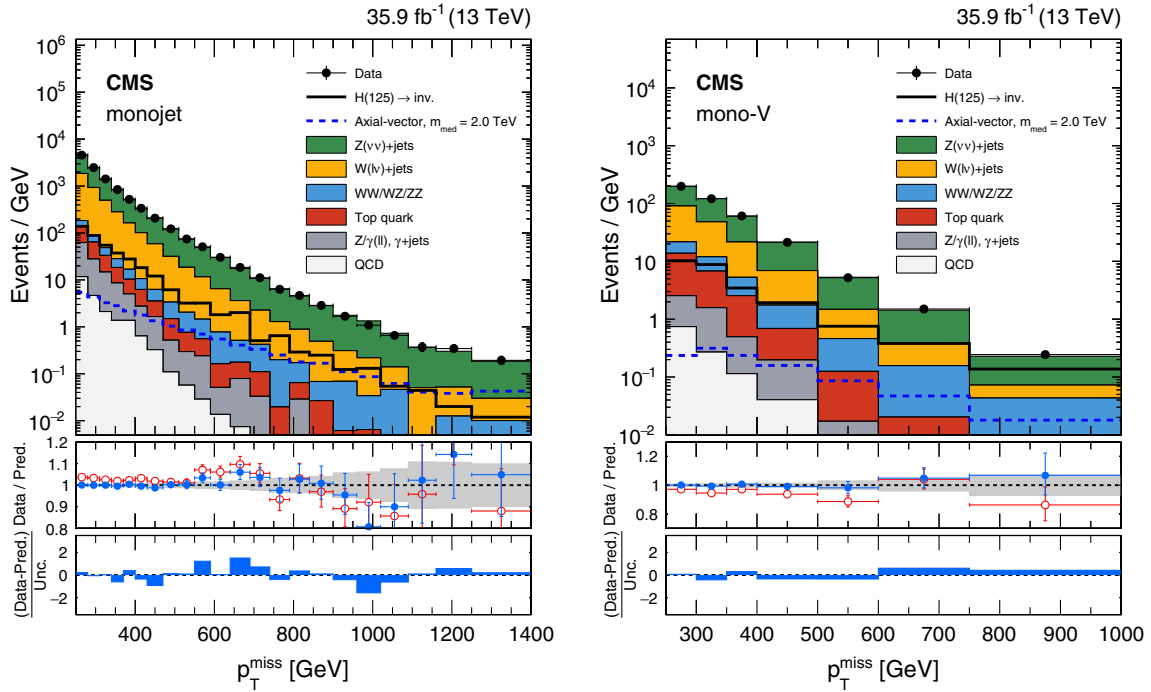 35.9 fb⁻¹ (13 TeV)
Events / GeV
10⁶
10⁵
10⁴
10³
10²
10
1
10⁻¹
10⁻²
CMS
monojet
Data
H(125) → inv.
Axial-vector, m_med = 2.0 TeV
Z(νν)+jets
W(lν)+jets
WW/WZ/ZZ
Top quark
Z/γ(ll), γ+jets
QCD
Data / Pred.
1.2
1.1
1
0.9
0.8
(Data-Pred.)
Unc.
2
0
−2
400 600 800 1000 1200 1400
p_T^miss [GeV]
35.9 fb⁻¹ (13 TeV)
Events / GeV
10⁴
10³
10²
10
1
10⁻¹
10⁻²
CMS
mono-V
Data
H(125) → inv.
Axial-vector, m_med = 2.0 TeV
Z(νν)+jets
W(lν)+jets
WW/WZ/ZZ
Top quark
Z/γ(ll), γ+jets
QCD
Data / Pred.
1.2
1
0.8
(Data-Pred.)
Unc.
2
0
−2
300 400 500 600 700 800 900 1000
p_T^miss [GeV]